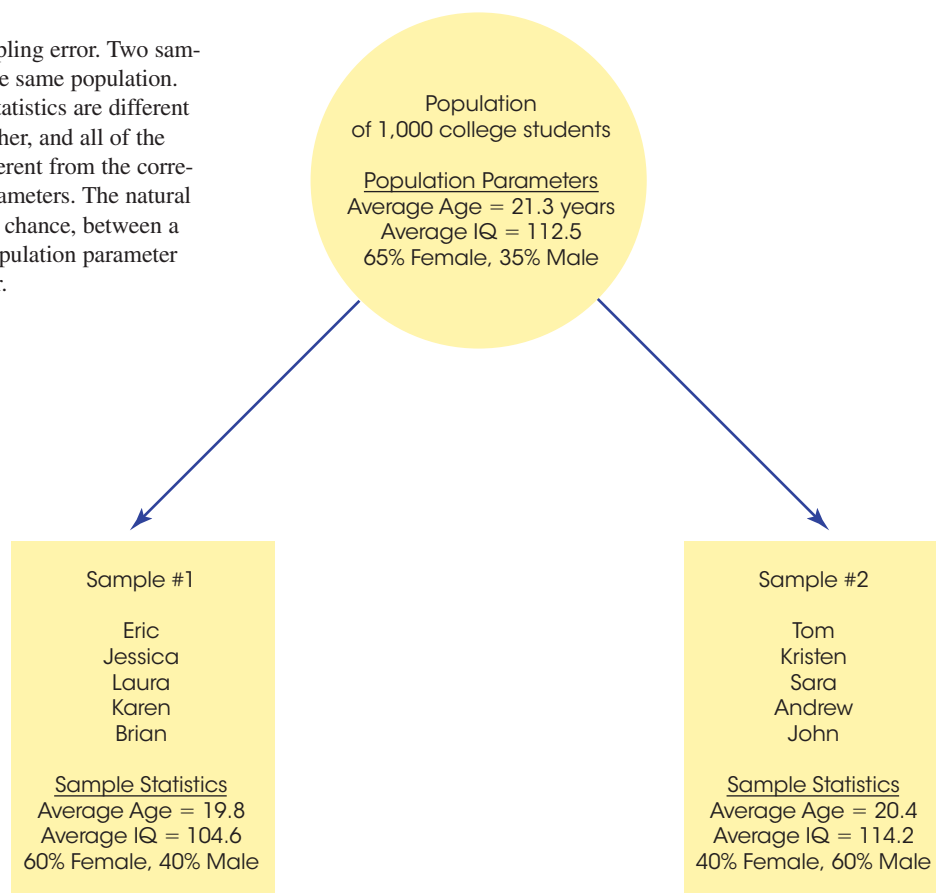 pling error. Two sam-
e same population.
tatistics are different
her, and all of the
erent from the corre-
ameters. The natural
chance, between a
pulation parameter
r.
Population
of 1,000 college students
Population Parameters
Average Age = 21.3 years
Average IQ = 112.5
65% Female, 35% Male
Sample #1
Eric
Jessica
Laura
Karen
Brian
Sample Statistics
Average Age = 19.8
Average IQ = 104.6
60% Female, 40% Male
Sample #2
Tom
Kristen
Sara
Andrew
John
Sample Statistics
Average Age = 20.4
Average IQ = 114.2
40% Female, 60% Male